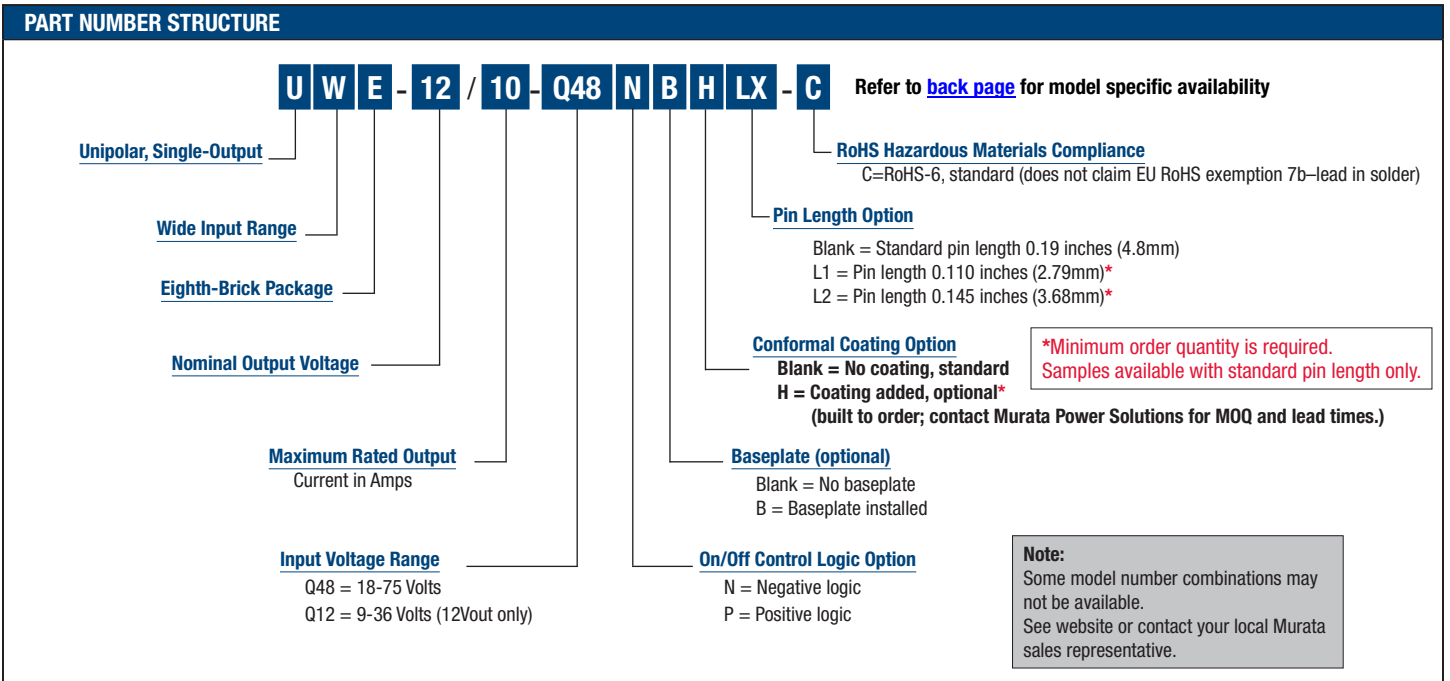 PART NUMBER STRUCTURE
U W E - 12 / 10 - Q48 N B H LX - C
Refer to back page for model specific availability
Unipolar, Single-Output
RoHS Hazardous Materials Compliance
C=RoHS-6, standard (does not claim EU RoHS exemption 7b–lead in solder)
Wide Input Range
Pin Length Option
Blank = Standard pin length 0.19 inches (4.8mm)
L1 = Pin length 0.110 inches (2.79mm)*
L2 = Pin length 0.145 inches (3.68mm)*
Eighth-Brick Package
Nominal Output Voltage
Conformal Coating Option
Blank = No coating, standard
H = Coating added, optional*
(built to order; contact Murata Power Solutions for MOQ and lead times.)
*Minimum order quantity is required.
Samples available with standard pin length only.
Maximum Rated Output
Current in Amps
Baseplate (optional)
Blank = No baseplate
B = Baseplate installed
Input Voltage Range
Q48 = 18-75 Volts
Q12 = 9-36 Volts (12Vout only)
On/Off Control Logic Option
N = Negative logic
P = Positive logic
Note:
Some model number combinations may
not be available.
See website or contact your local Murata
sales representative.